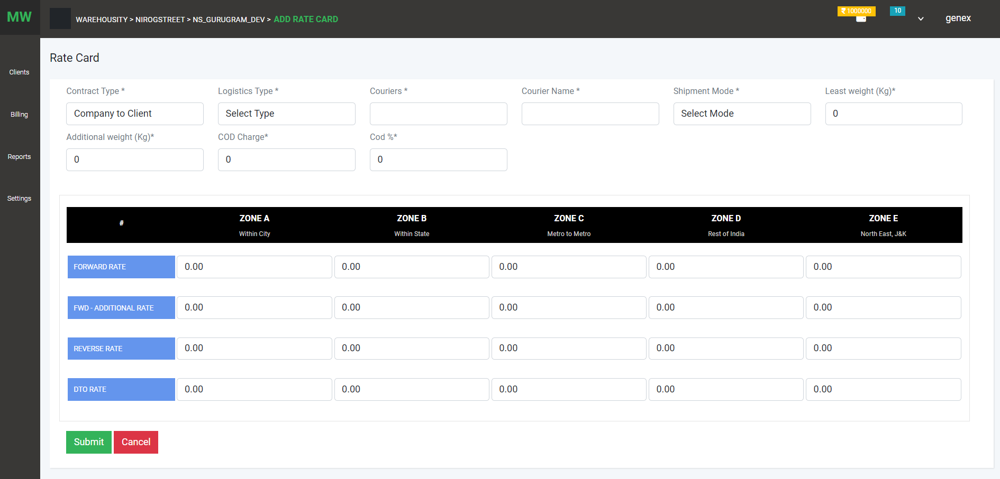 MW
WAREHOUSITY > NIROGSTREET > NS_GURUGRAM_DEV > ADD RATE CARD
₹ 1000000
10
genex
Clients
Billing
Reports
Settings
Rate Card
Contract Type * Logistics Type * Couriers * Courier Name * Shipment Mode * Least weight (Kg)*
Company to Client Select Type Select Mode 0
Additional weight (Kg)* COD Charge* Cod %*
0 0 0
# ZONE A ZONE B ZONE C ZONE D ZONE E
Within City Within State Metro to Metro Rest of India North East, J&K
FORWARD RATE 0.00 0.00 0.00 0.00 0.00
FWD - ADDITIONAL RATE 0.00 0.00 0.00 0.00 0.00
REVERSE RATE 0.00 0.00 0.00 0.00 0.00
DTO RATE 0.00 0.00 0.00 0.00 0.00
Submit Cancel